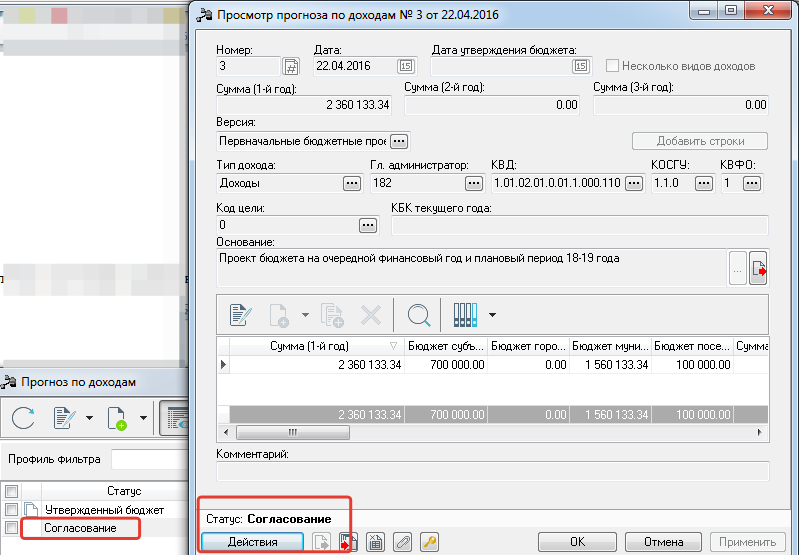 Просмотр прогноза по доходам № 3 от 22.04.2016
Номер: Дата: Дата утверждения бюджета:
3 22.04.2016 15 15 Несколько видов доходов
Сумма (1-й год): Сумма (2-й год): Сумма (3-й год):
2 360 133.34 0.00 0.00
Версия:
Первначальные бюджетные прое ... Добавить строки
Тип дохода: Гл. администратор: КВД: КОСГУ: КВФО:
Доходы ... 182 ... 1.01.02.01.0.01.1.000.110 ... 1.1.0 ... 1 ...
Код цели: КБК текущего года:
0 ...
Основание:
Проект бюджета на очередной финансовый год и плановый период 18-19 года ...
Сумма (1-й год) Бюджет субъ... Бюджет горо... Бюджет муни... Бюджет посе... Сумма
2 360 133.34 700 000.00 0.00 1 560 133.34 100 000.00
2 360 133.34 700 000.00 0.00 1 560 133.34 100 000.00
Комментарий:
Статус: Согласование
Действия OK Отмена Применить
Прогноз по доходам
Профиль фильтра
Статус
Утвержденный бюджет
Согласование